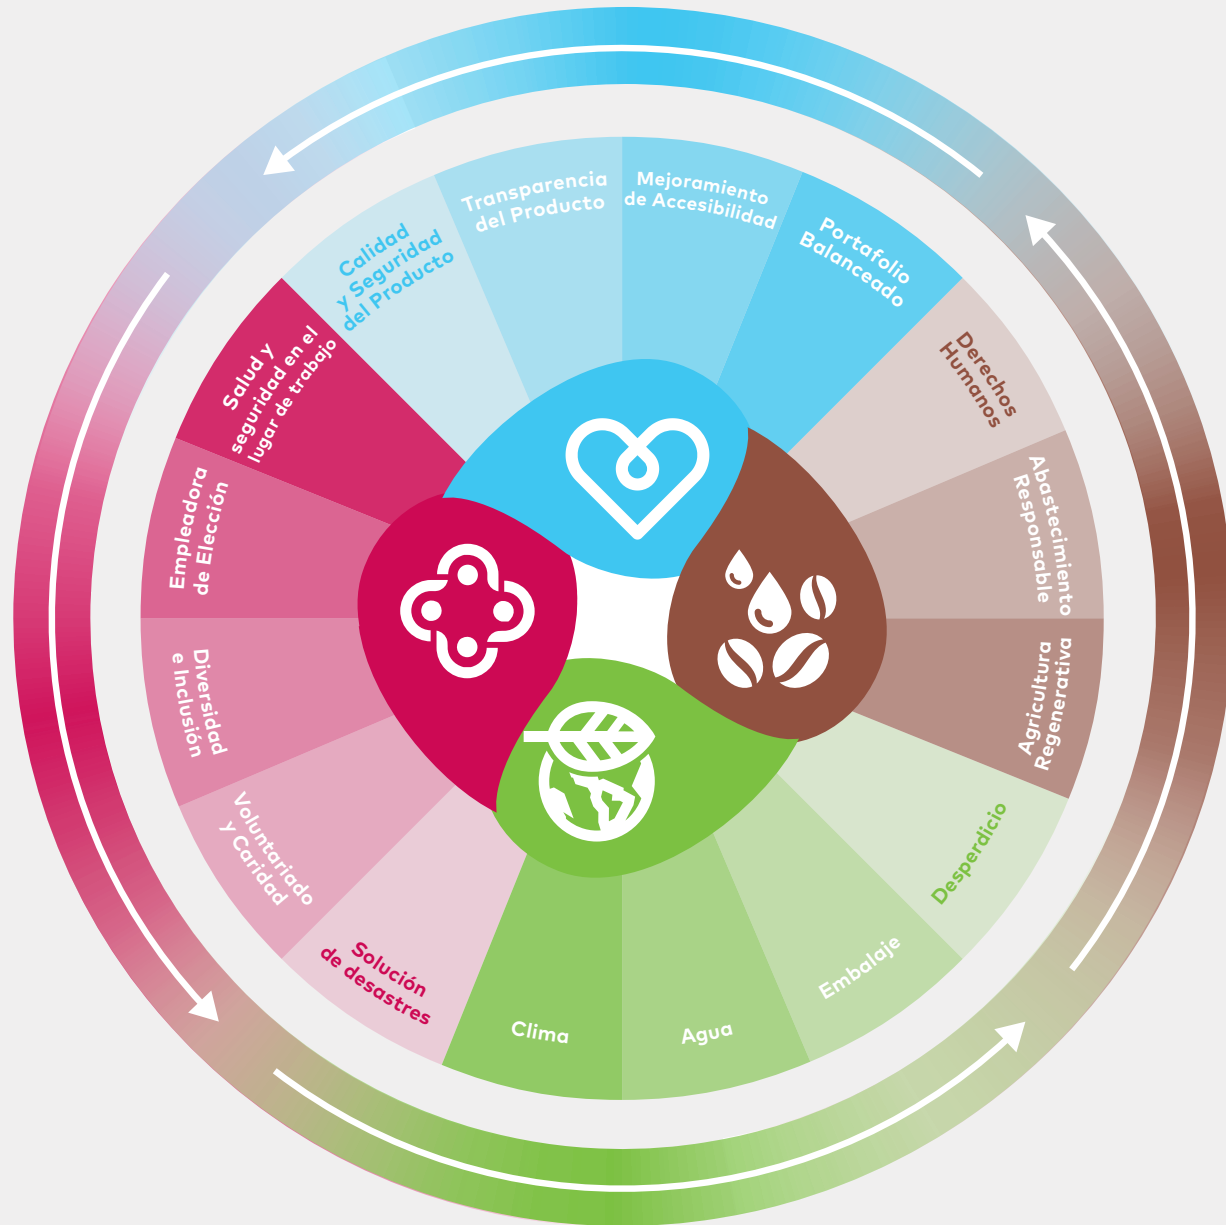 Transparencia
del Producto
Mejoramiento
de Accesibilidad
Portafolio
Balanceado
Derechos
Humanos
Abastecimiento
Responsable
Agricultura
Regenerativa
Desperdicio
Embalaje
Agua
Clima
Solución
de desastres
Voluntariado
y Caridad
Diversidad
e Inclusión
Empleadora
de Elección
Salud y
seguridad en el
lugar de trabajo
Calidad
y Seguridad
del Producto